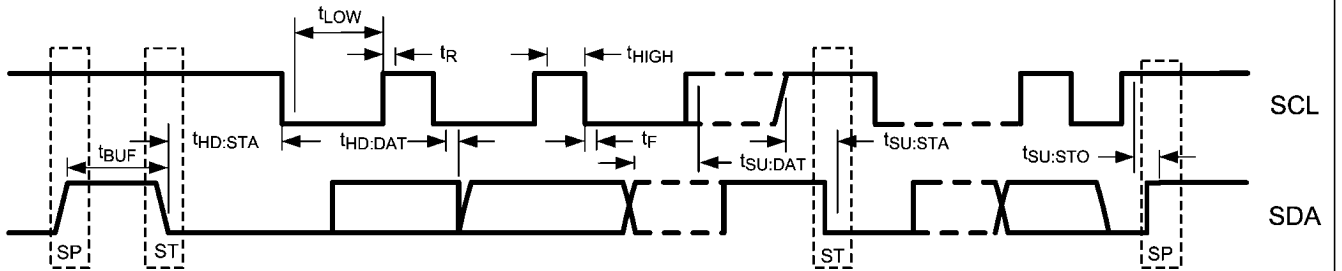 tLOW
tR
tHIGH
SCL
tHD:STA
tHD:DAT
tF
tSU:DAT
tSU:STA
tSU:STO
tBUF
SDA
SP
ST
ST
SP